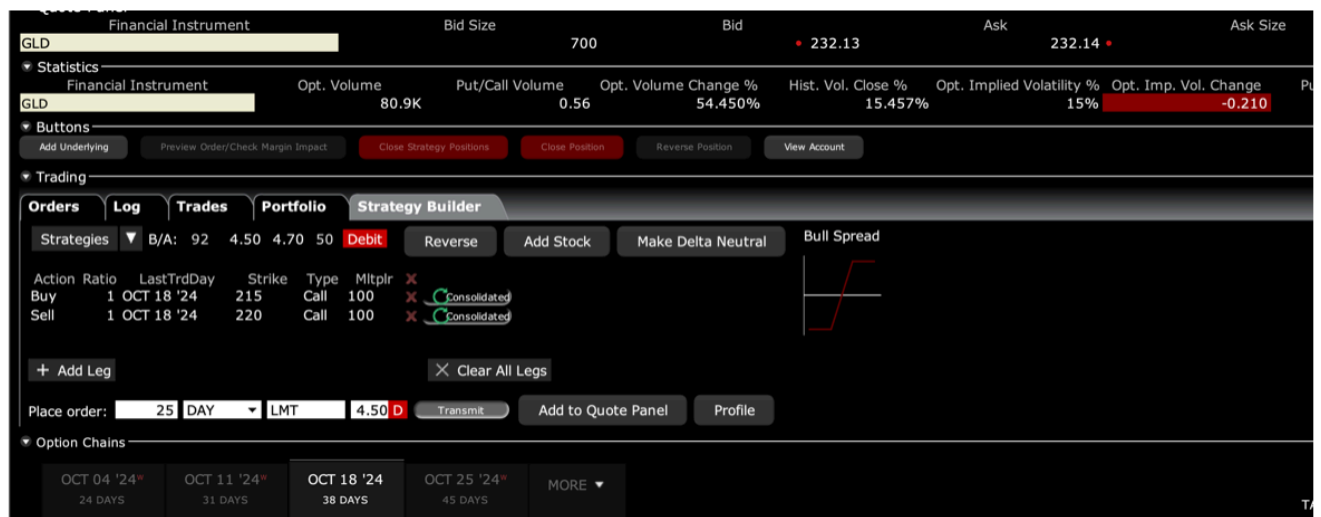 Quote Panel
Financial Instrument Bid Size Bid Ask Ask Size
GLD 700 232.13 232.14
Statistics
Financial Instrument Opt. Volume Put/Call Volume Opt. Volume Change % Hist. Vol. Close % Opt. Implied Volatility % Opt. Imp. Vol. Change
GLD 80.9K 0.56 54.450% 15.457% 15% -0.210
Buttons
Add Underlying Preview Order/Check Margin Impact Close Strategy Positions Close Position Reverse Position View Account
Trading
Orders Log Trades Portfolio Strategy Builder
Strategies B/A: 92 4.50 4.70 50 Debit Reverse Add Stock Make Delta Neutral Bull Spread
Action Ratio LastTrdDay Strike Type Mltplr X
Buy 1 OCT 18 '24 215 Call 100 X Consolidated
Sell 1 OCT 18 '24 220 Call 100 X Consolidated
+ Add Leg X Clear All Legs
Place order: 25 DAY LMT 4.50 D Transmit Add to Quote Panel Profile
Option Chains
OCT 04 '24 W OCT 11 '24 W OCT 18 '24 OCT 25 '24 W MORE
24 DAYS 31 DAYS 38 DAYS 45 DAYS